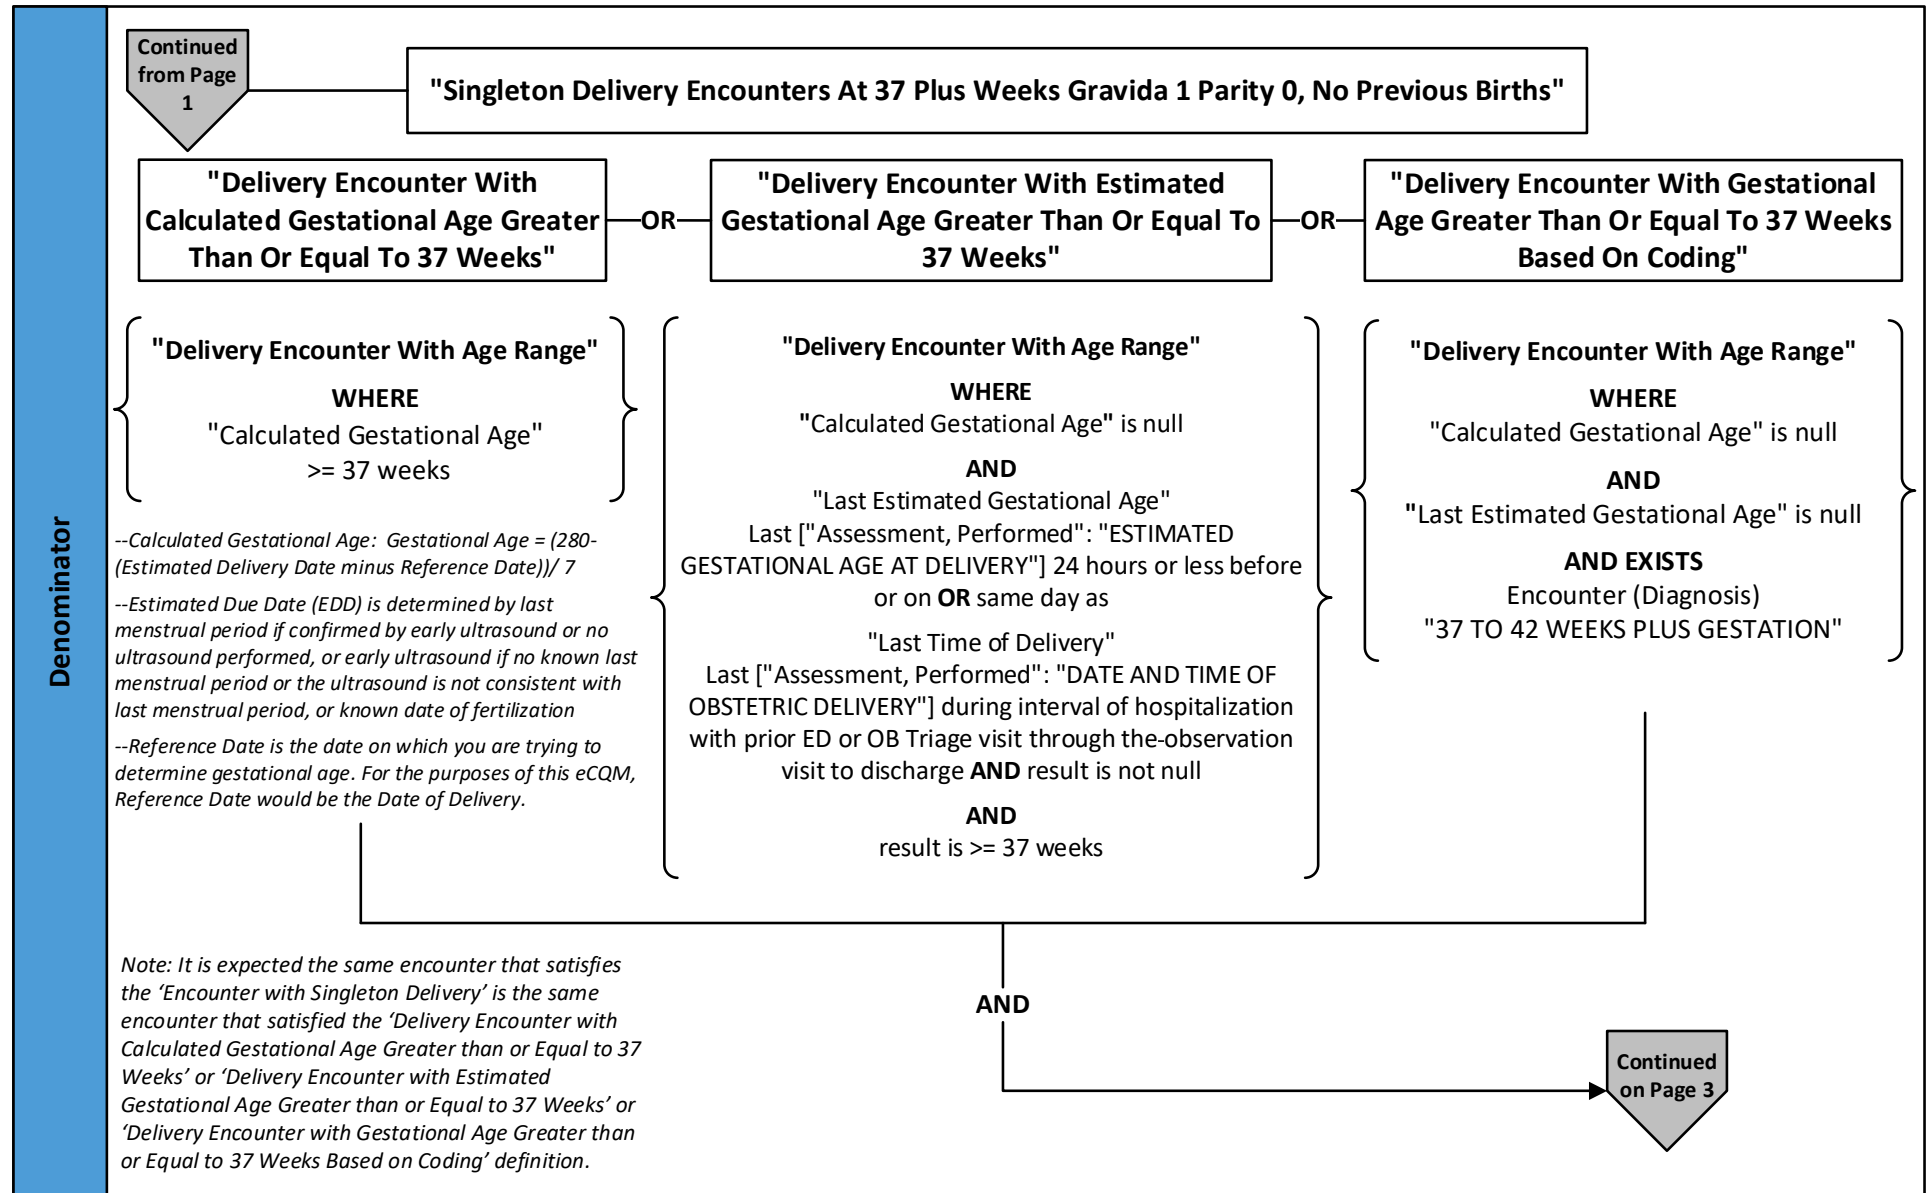 Denominator
Continued
from Page
1
"Singleton Delivery Encounters At 37 Plus Weeks Gravida 1 Parity 0, No Previous Births"
"Delivery Encounter With
Calculated Gestational Age Greater
Than Or Equal To 37 Weeks"
OR
"Delivery Encounter With Estimated
Gestational Age Greater Than Or Equal To
37 Weeks"
OR
"Delivery Encounter With Gestational
Age Greater Than Or Equal To 37 Weeks
Based On Coding"
"Delivery Encounter With Age Range"
WHERE
"Calculated Gestational Age"
>= 37 weeks
--Calculated Gestational Age:  Gestational Age = (280-
(Estimated Delivery Date minus Reference Date))/ 7
--Estimated Due Date (EDD) is determined by last
menstrual period if confirmed by early ultrasound or no
ultrasound performed, or early ultrasound if no known last
menstrual period or the ultrasound is not consistent with
last menstrual period, or known date of fertilization
--Reference Date is the date on which you are trying to
determine gestational age. For the purposes of this eCQM,
Reference Date would be the Date of Delivery.
"Delivery Encounter With Age Range"
WHERE
"Calculated Gestational Age" is null
AND
"Last Estimated Gestational Age"
Last ["Assessment, Performed": "ESTIMATED
GESTATIONAL AGE AT DELIVERY"] 24 hours or less before
or on OR same day as
"Last Time of Delivery"
Last ["Assessment, Performed": "DATE AND TIME OF
OBSTETRIC DELIVERY"] during interval of hospitalization
with prior ED or OB Triage visit through the-observation
visit to discharge AND result is not null
AND
result is >= 37 weeks
"Delivery Encounter With Age Range"
WHERE
"Calculated Gestational Age" is null
AND
"Last Estimated Gestational Age" is null
AND EXISTS
Encounter (Diagnosis)
"37 TO 42 WEEKS PLUS GESTATION"
Note: It is expected the same encounter that satisfies
the ‘Encounter with Singleton Delivery’ is the same
encounter that satisfied the ‘Delivery Encounter with
Calculated Gestational Age Greater than or Equal to 37
Weeks’ or ‘Delivery Encounter with Estimated
Gestational Age Greater than or Equal to 37 Weeks’ or
‘Delivery Encounter with Gestational Age Greater than
or Equal to 37 Weeks Based on Coding’ definition.
AND
Continued
on Page 3